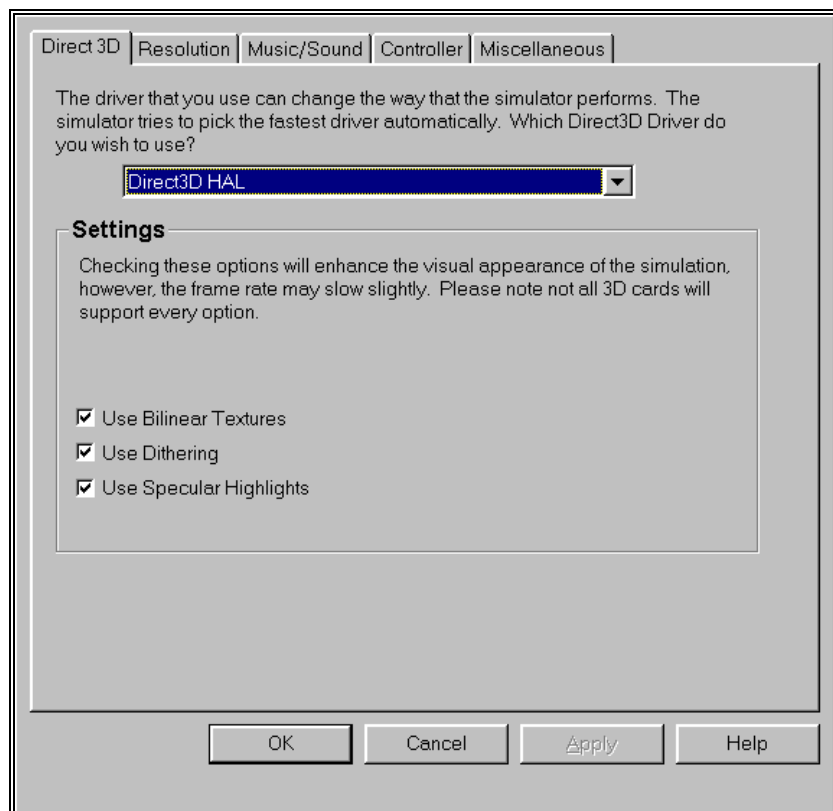 Direct 3D Resolution Music/Sound Controller Miscellaneous
The driver that you use can change the way that the simulator performs. The
simulator tries to pick the fastest driver automatically. Which Direct3D Driver do
you wish to use?
Direct3D HAL
Settings
Checking these options will enhance the visual appearance of the simulation,
however, the frame rate may slow slightly. Please note not all 3D cards will
support every option.
Use Bilinear Textures
Use Dithering
Use Specular Highlights
OK Cancel Apply Help